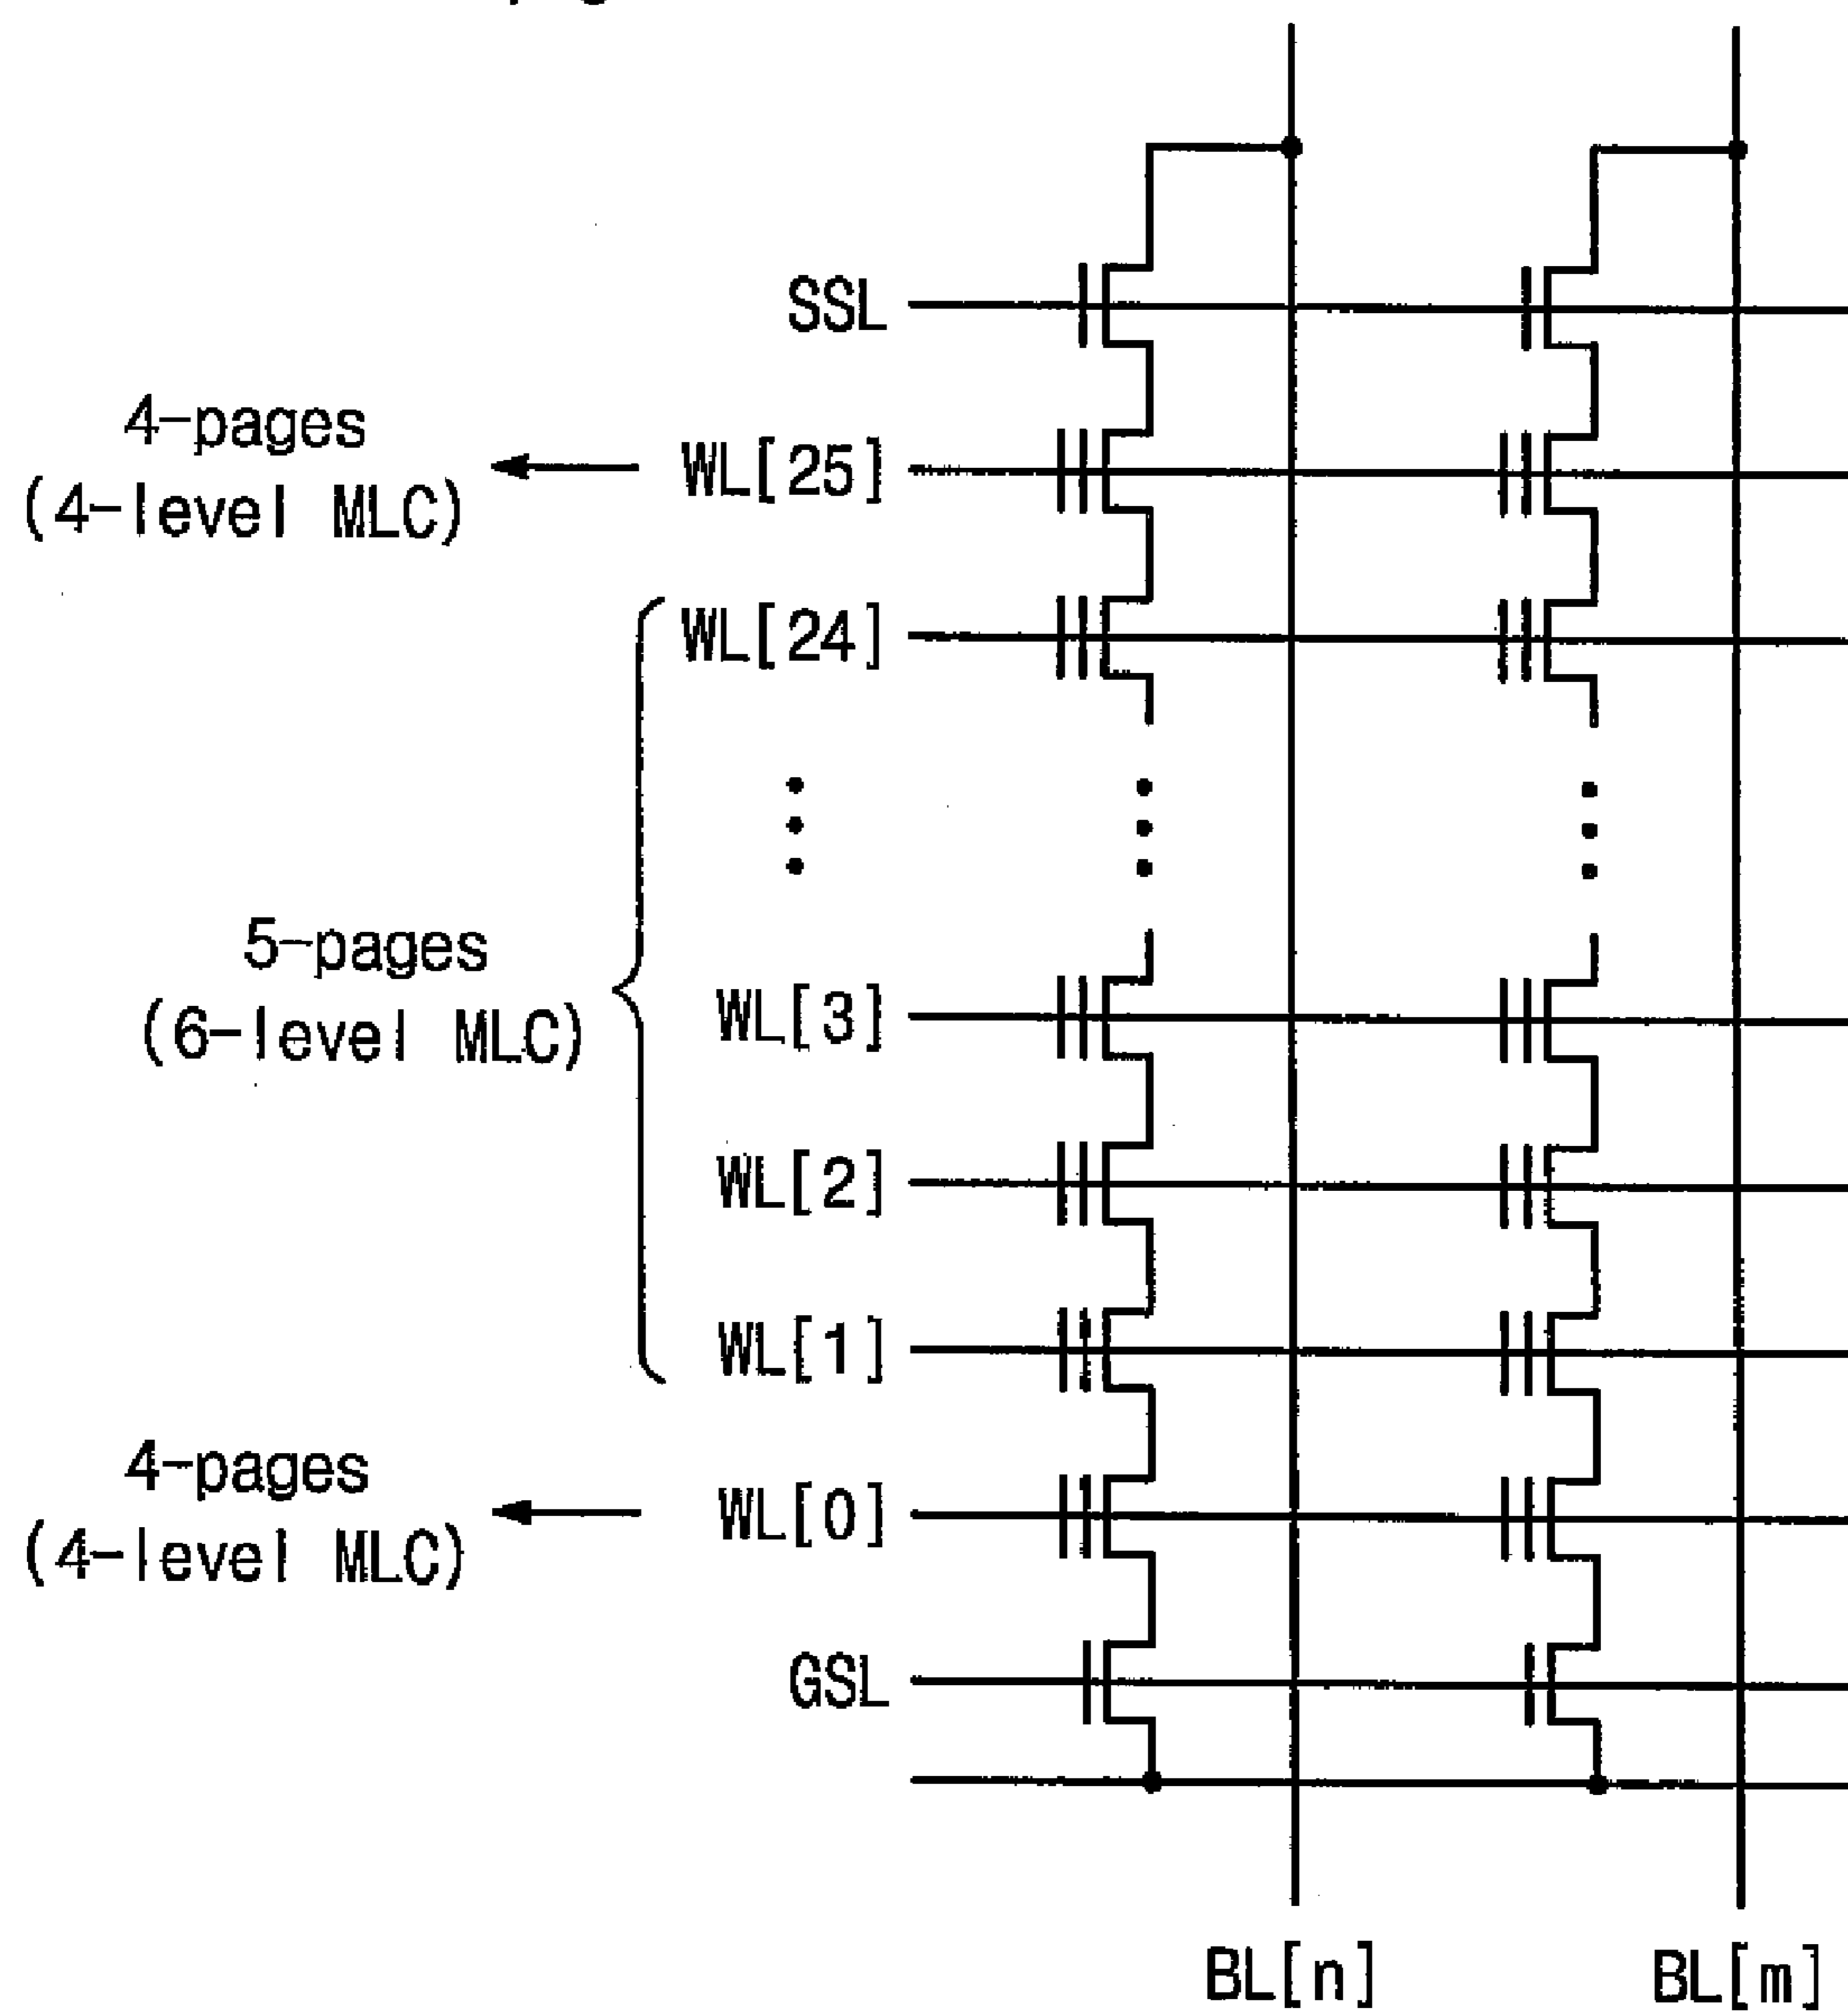 SSL
4-pages
(4-level MLC)
WL[25]
WL[24]
5-pages
(6-level MLC)
WL[3]
WL[2]
WL[1]
4-pages
(4-level MLC)
WL[0]
GSL
BL[n]
BL[m]